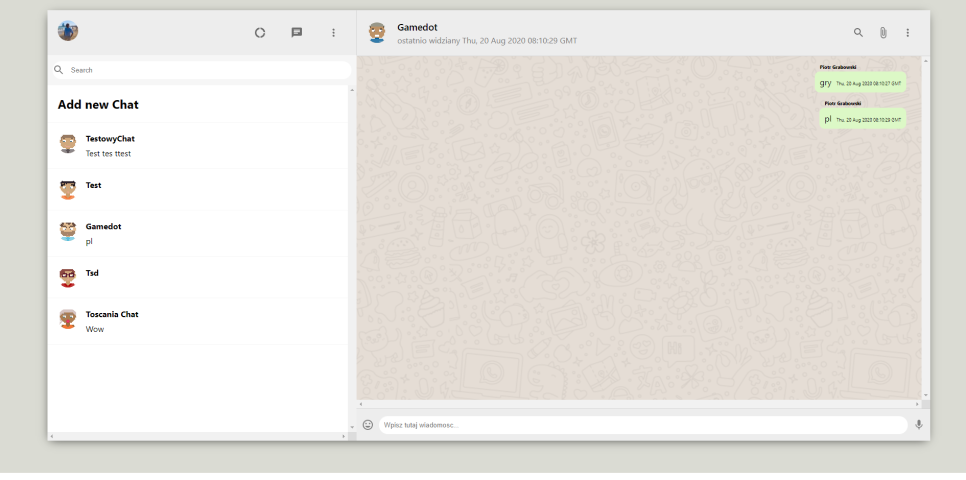 Gamedot
ostatnio widziany Thu, 20 Aug 2020 08:10:29 GMT
Search
Add new Chat
TestowyChat
Test tes ttest
Test
Gamedot
pl
Tsd
Toscania Chat
Wow
Piotr Grabowski
gry Thu, 20 Aug 2020 08:10:27 GMT
Piotr Grabowski
pl Thu, 20 Aug 2020 08:10:29 GMT
Wpisz tutaj wiadomosc...